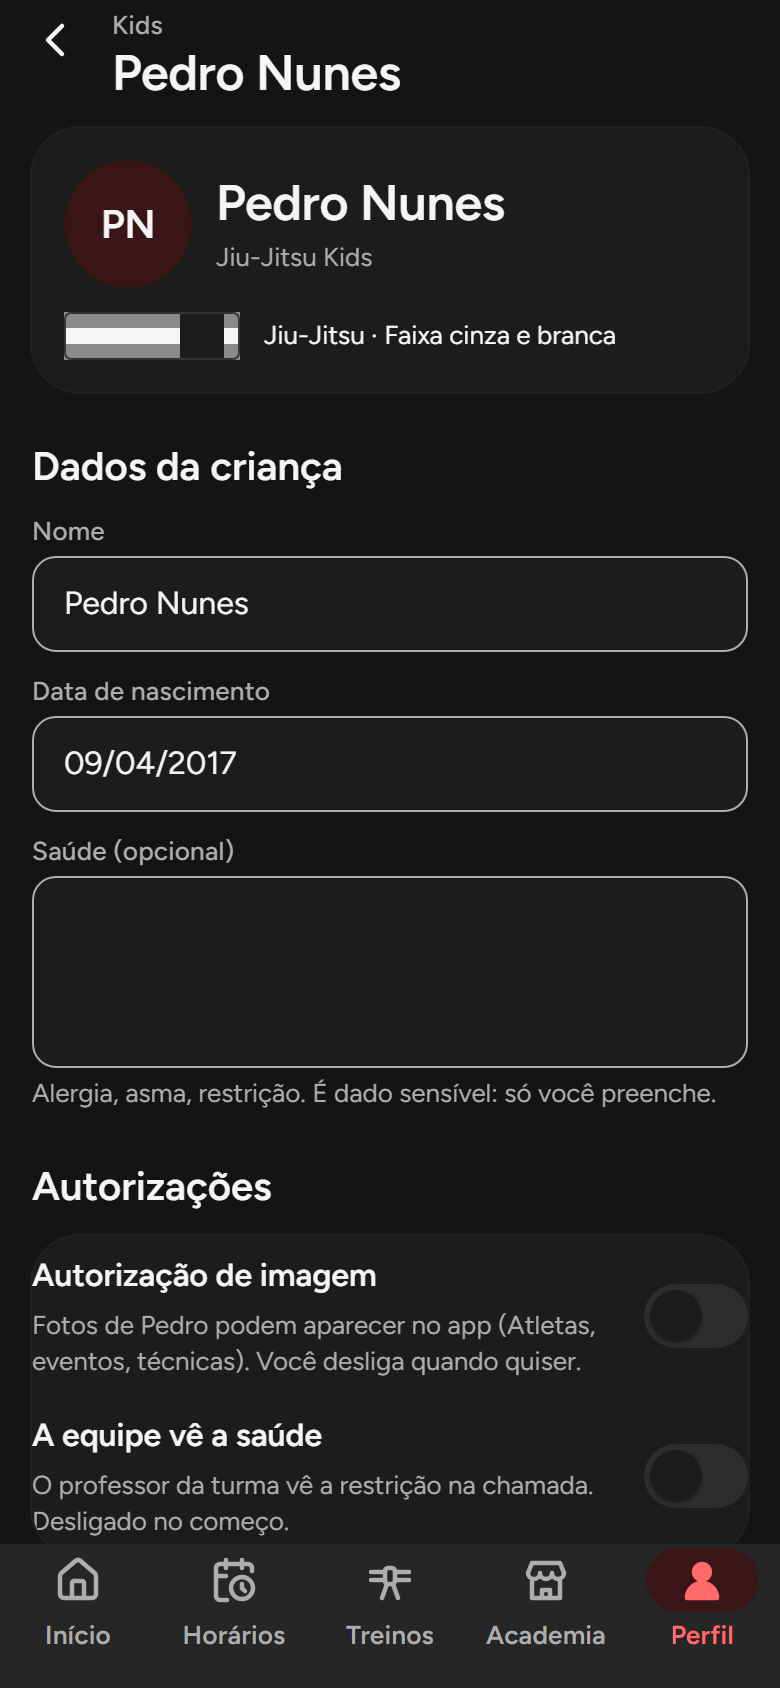 Kids
Pedro Nunes
PN
Pedro Nunes
Jiu-Jitsu Kids
Jiu-Jitsu · Faixa cinza e branca
Dados da criança
Nome
Pedro Nunes
Data de nascimento
09/04/2017
Saúde (opcional)
Alergia, asma, restrição. É dado sensível: só você preenche.
Autorizações
Autorização de imagem
Fotos de Pedro podem aparecer no app (Atletas,
eventos, técnicas). Você desliga quando quiser.
A equipe vê a saúde
O professor da turma vê a restrição na chamada.
Desligado no começo.
Início
Horários
Treinos
Academia
Perfil